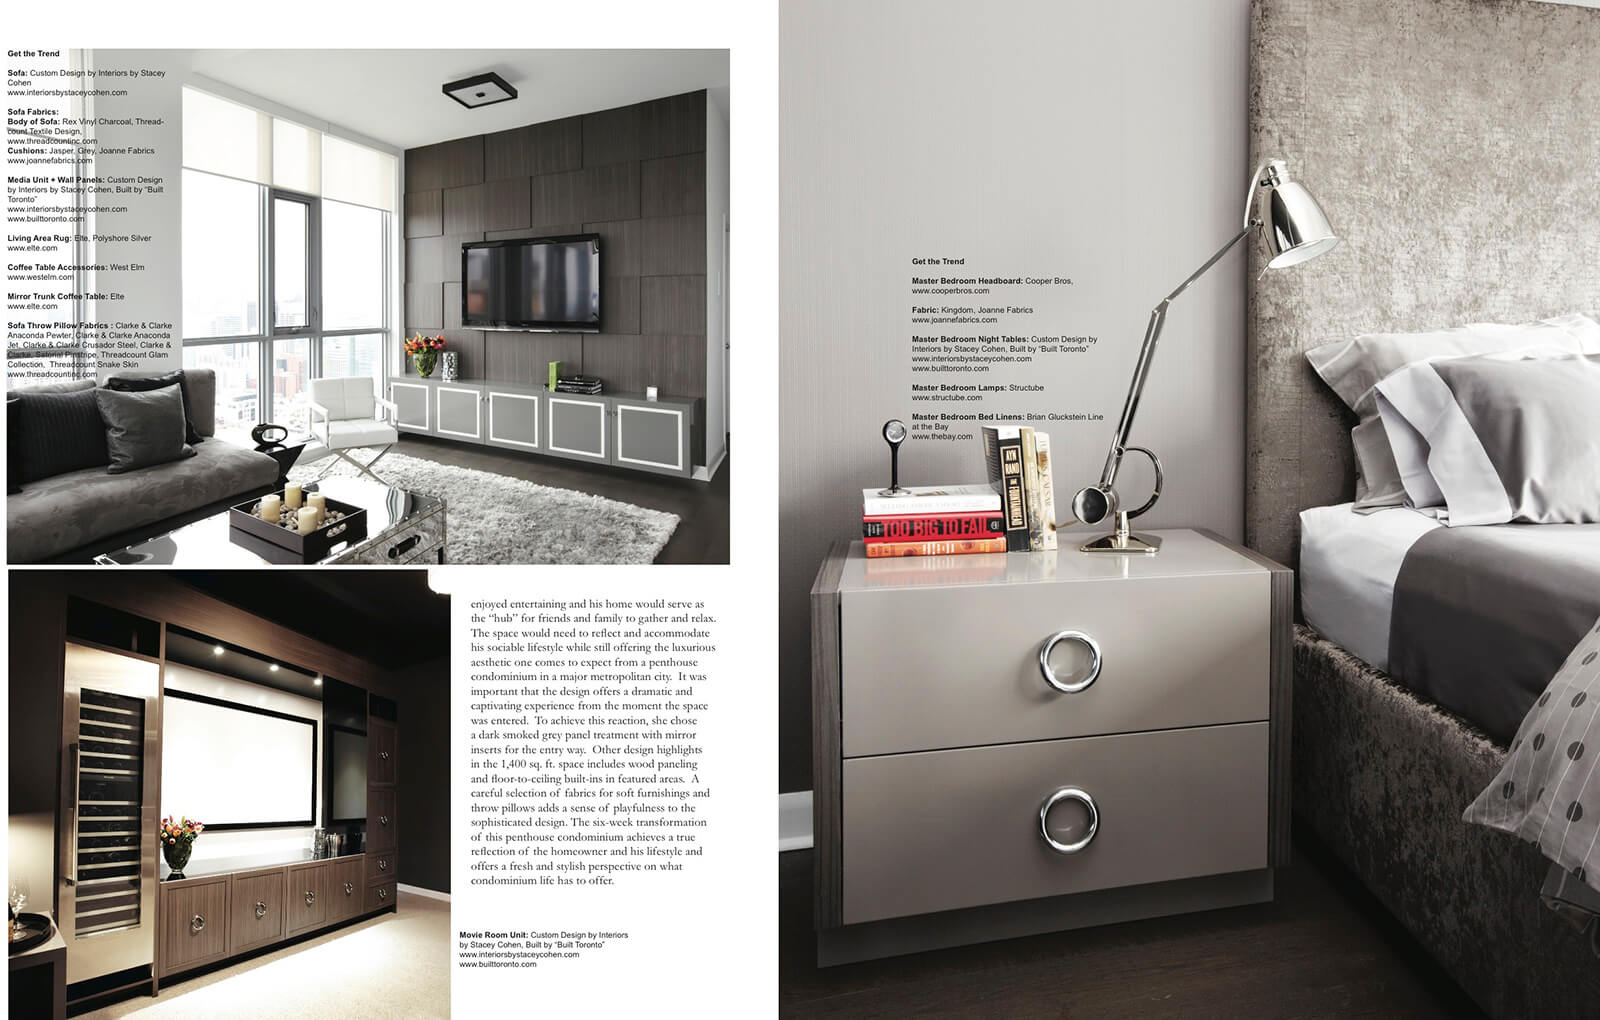 Get the Trend
Sofa: Custom Design by Interiors by Stacey
Cohen
www.interiorsbystaceycohen.com
Sofa Fabrics:
Body of Sofa: Rex Vinyl Charcoal, Thread-
count Textile Design,
www.threadcountinc.com
Cushions: Jasper, Grey, Joanne Fabrics
www.joannefabrics.com
Media Unit + Wall Panels: Custom Design
by Interiors by Stacey Cohen, Built by “Built
Toronto”
www.interiorsbystaceycohen.com
www.builttoronto.com
Living Area Rug: Elte, Polyshore Silver
www.elte.com
Coffee Table Accessories: West Elm
www.westelm.com
Mirror Trunk Coffee Table: Elte
www.elte.com
Sofa Throw Pillow Fabrics : Clarke & Clarke
Anaconda Pewter, Clarke & Clarke Anaconda
Jet, Clarke & Clarke Crusador Steel, Clarke &
Clarke, Satorial Pinstripe, Threadcount Glam
Collection, Threadcount Snake Skin
www.threadcountinc.com
enjoyed entertaining and his home would serve as
the “hub” for friends and family to gather and relax.
The space would need to reflect and accommodate
his sociable lifestyle while still offering the luxurious
aesthetic one comes to expect from a penthouse
condominium in a major metropolitan city. It was
important that the design offers a dramatic and
captivating experience from the moment the space
was entered. To achieve this reaction, she chose
a dark smoked grey panel treatment with mirror
inserts for the entry way. Other design highlights
in the 1,400 sq. ft. space includes wood paneling
and floor-to-ceiling built-ins in featured areas. A
careful selection of fabrics for soft furnishings and
throw pillows adds a sense of playfulness to the
sophisticated design. The six-week transformation
of this penthouse condominium achieves a true
reflection of the homeowner and his lifestyle and
offers a fresh and stylish perspective on what
condominium life has to offer.
Movie Room Unit: Custom Design by Interiors
by Stacey Cohen, Built by “Built Toronto”
www.interiorsbystaceycohen.com
www.builttoronto.com
Get the Trend
Master Bedroom Headboard: Cooper Bros,
www.cooperbros.com
Fabric: Kingdom, Joanne Fabrics
www.joannefabrics.com
Master Bedroom Night Tables: Custom Design by
Interiors by Stacey Cohen, Built by “Built Toronto”
www.interiorsbystaceycohen.com
www.builttoronto.com
Master Bedroom Lamps: Structube
www.structube.com
Master Bedroom Bed Linens: Brian Gluckstein Line
at the Bay
www.thebay.com
AYN
RAND
THE FOUNTAINHEAD
TOO BIG TO FAIL